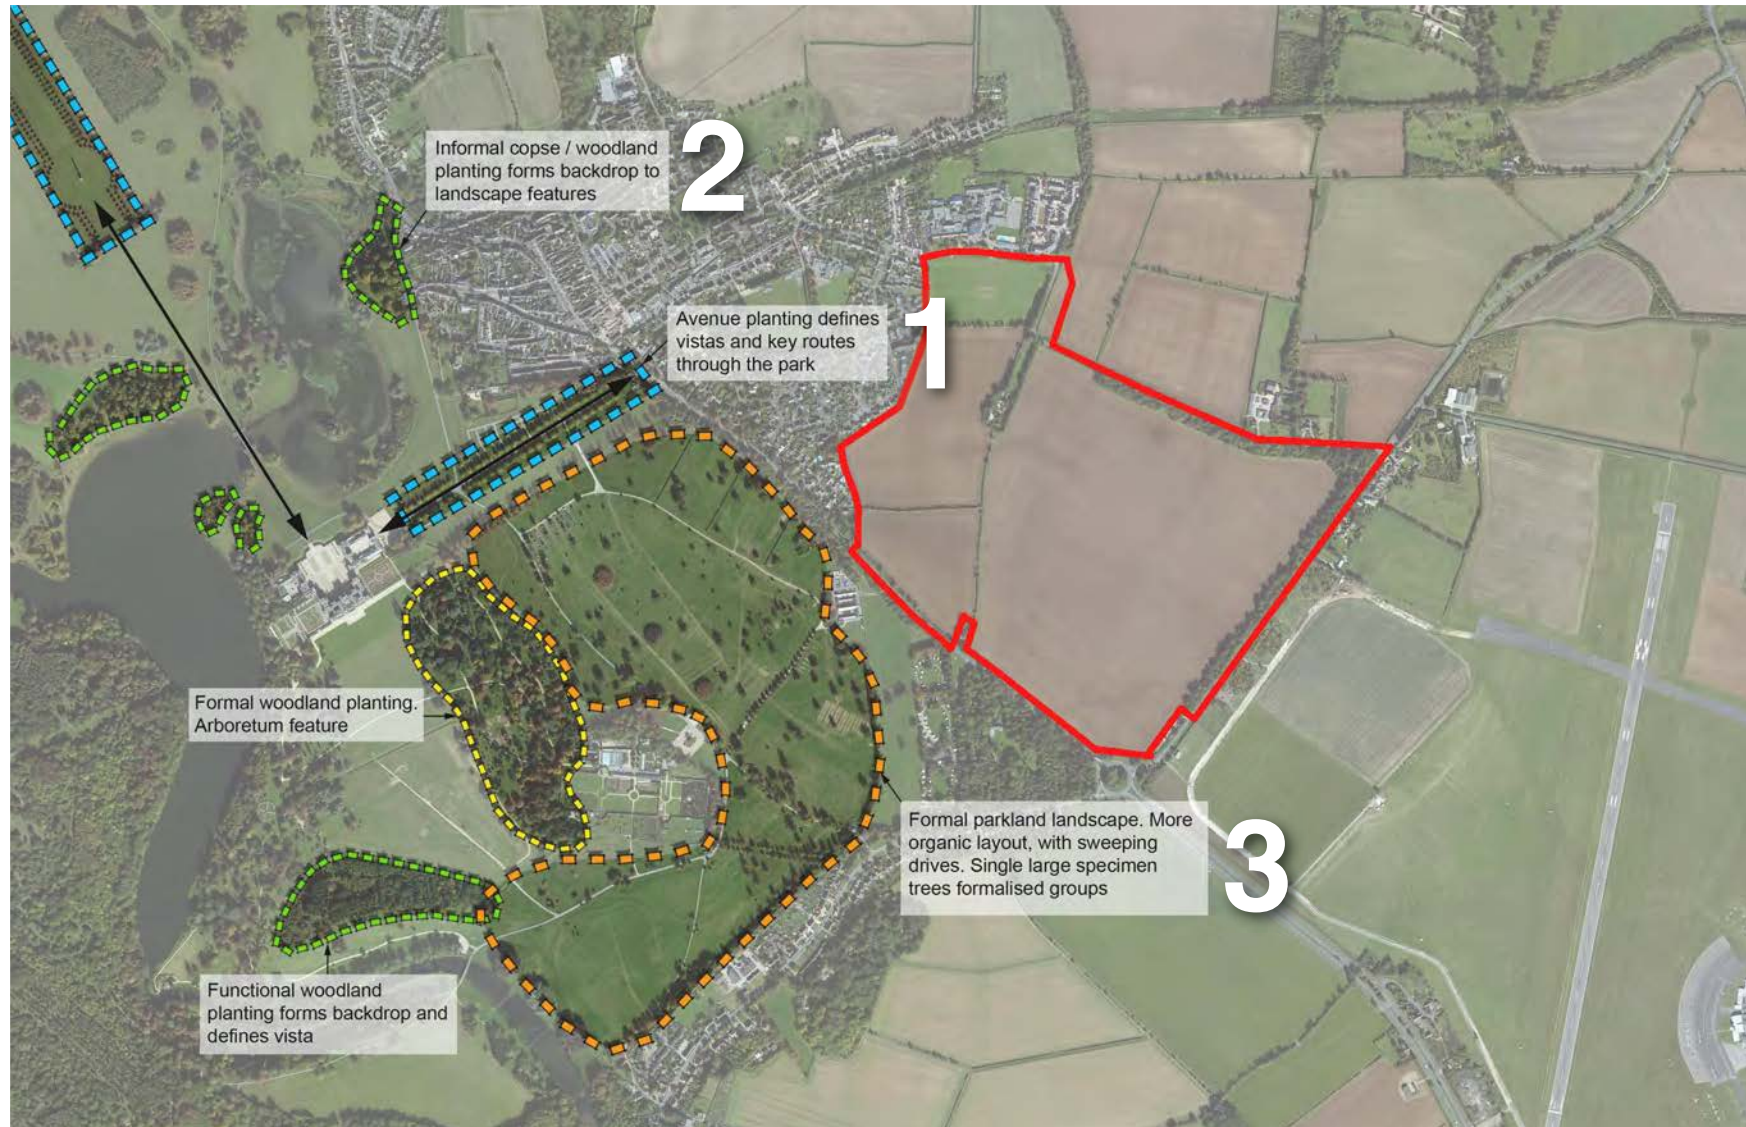 Informal copse / woodland
planting forms backdrop to
landscape features
2
Avenue planting defines
vistas and key routes
through the park
1
Formal woodland planting.
Arboretum feature
Formal parkland landscape. More
organic layout, with sweeping
drives. Single large specimen
trees formalised groups
3
Functional woodland
planting forms backdrop and
defines vista